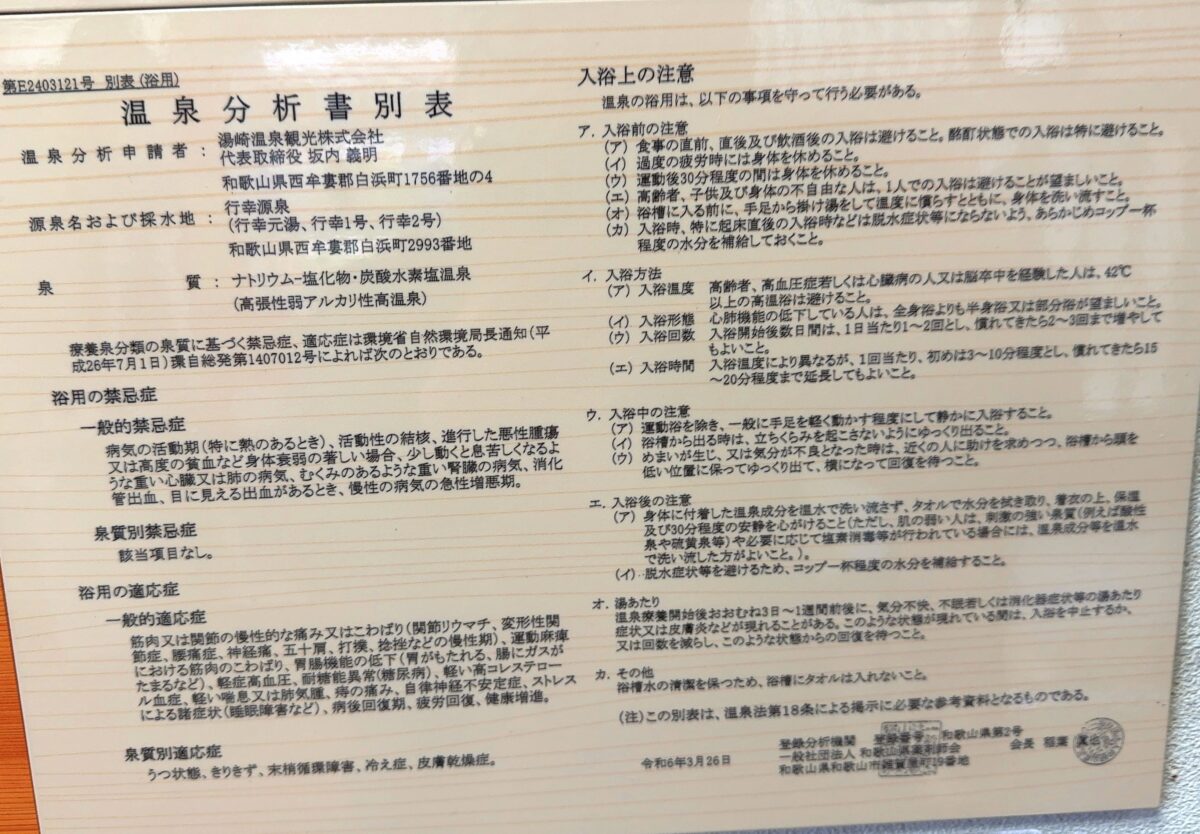 第E2403121号 別表(浴用)
温泉分析書別表
温泉分析申請者:
湯崎温泉観光株式会社
代表取締役 坂内 義明
和歌山県西牟婁郡白浜町1756番地の4
源泉名および採水地:
行幸源泉
(行幸元湯、行幸1号、行幸2号)
和歌山県西牟婁郡白浜町2993番地
泉質: ナトリウム-塩化物・炭酸水素塩温泉
(高張性弱アルカリ性高温泉)
療養泉分類の泉質に基づく禁忌症、適応症は環境省自然環境局長通知(平
成26年7月1日)環自総発第1407012号によれば次のとおりである。
浴用の禁忌症
一般的禁忌症
病気の活動期(特に熱のあるとき)、活動性の結核、進行した悪性腫瘍
又は高度の貧血など身体衰弱の著しい場合、少し動くと息苦しくなるよ
うな重い心臓又は肺の病気、むくみのあるような重い腎臓の病気、消化
管出血、目に見える出血があるとき、慢性の病気の急性増悪期。
泉質別禁忌症
該当項目なし。
浴用の適応症
一般的適応症
筋肉又は関節の慢性的な痛み又はこわばり(関節リウマチ、変形性関
節症、腰痛症、神経痛、五十肩、打撲、捻挫などの慢性期)、運動麻痺
における筋肉のこわばり、胃腸機能の低下(胃がもたれる、腸にガスが
たまるなど)、軽症高血圧、耐糖能異常(糖尿病)、軽い高コレステロー
ル血症、軽い喘息又は肺気腫、痔の痛み、自律神経不安定症、ストレス
による諸症状(睡眠障害など)、病後回復期、疲労回復、健康増進。
泉質別適応症
うつ状態、きりきず、末梢循環障害、冷え症、皮膚乾燥症。
入浴上の注意
温泉の浴用は、以下の事項を守って行う必要がある。
ア. 入浴前の注意
(ア) 食事の直前、直後及び飲酒後の入浴は避けること。酩酊状態での入浴は特に避けること。
(イ) 過度の疲労時には身体を休めること。
(ウ) 運動後30分程度の間は身体を休めること。
(エ) 高齢者、子供及び身体の不自由な人は、1人での入浴は避けることが望ましいこと。
(オ) 浴槽に入る前に、手足から掛け湯をして温度に慣らすとともに、身体を洗い流すこと。
(カ) 入浴時、特に起床直後の入浴時などは脱水症状等にならないよう、あらかじめコップ一杯
程度の水分を補給しておくこと。
イ. 入浴方法
(ア) 入浴温度 高齢者、高血圧症若しくは心臓病の人又は脳卒中を経験した人は、42℃
以上の高温浴は避けること。
(イ) 入浴形態 心肺機能の低下している人は、全身浴よりも半身浴又は部分浴が望ましいこと。
(ウ) 入浴回数 入浴開始後数日間は、1日当たり1~2回とし、慣れてきたら2~3回まで増やして
もよいこと。
(エ) 入浴時間 入浴温度により異なるが、1回当たり、初めは3~10分程度とし、慣れてきたら15
~20分程度まで延長してもよいこと。
ウ. 入浴中の注意
(ア) 運動浴を除き、一般に手足を軽く動かす程度にして静かに入浴すること。
(イ) 浴槽から出る時は、立ちくらみを起こさないようにゆっくり出ること。
(ウ) めまいが生じ、又は気分が不良となった時は、近くの人に助けを求めつつ、浴槽から頭を
低い位置に保ってゆっくり出て、横になって回復を待つこと。
エ. 入浴後の注意
(ア) 身体に付着した温泉成分を温水で洗い流さず、タオルで水分を拭き取り、着衣の上、保温
及び30分程度の安静を心がけること(ただし、肌の弱い人は、刺激の強い泉質(例えば酸性
泉や硫黄泉等)や必要に応じて塩素消毒等が行われている場合には、温泉成分等を温水
で洗い流した方がよいこと。)。
(イ) 脱水症状等を避けるため、コップ一杯程度の水分を補給すること。
オ. 湯あたり
温泉療養開始後おおむね3日~1週間前後に、気分不快、不眠若しくは消化器症状等の湯あたり
症状又は皮膚炎などが現れることがある。このような状態が現れている間は、入浴を中止するか、
又は回数を減らし、このような状態からの回復を待つこと。
カ. その他
浴槽水の清潔を保つため、浴槽にタオルは入れないこと。
(注)この別表は、温泉法第18条による掲示に必要な参考資料となるものである。
令和6年3月26日
登録分析機関 登録番号 和歌山県第2号
一般社団法人 和歌山県薬剤師会 会長 稲葉
和歌山県和歌山市雑賀屋町19番地